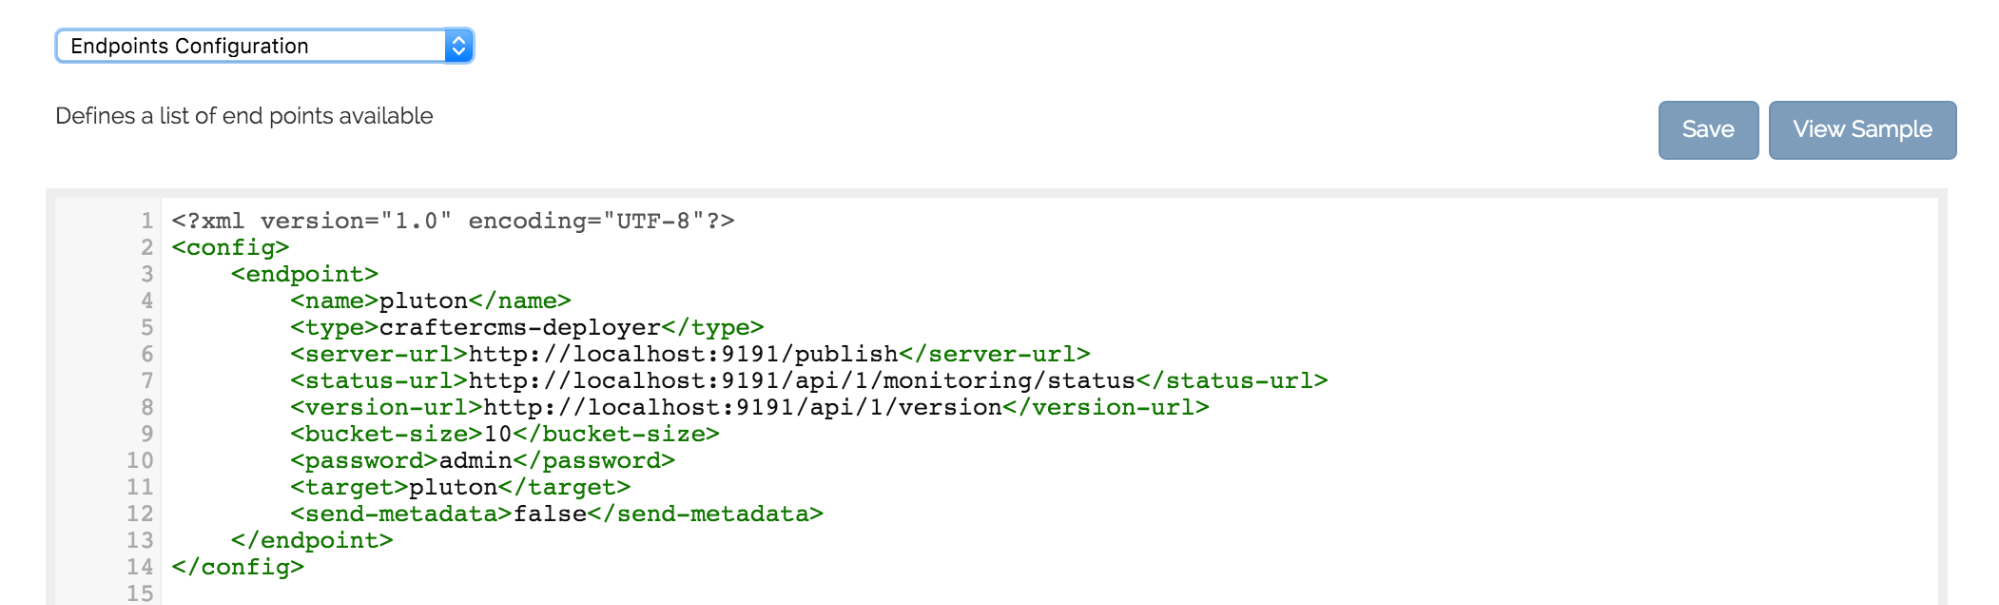 Endpoints Configuration
Defines a list of end points available
Save
View Sample
1 <?xml version="1.0" encoding="UTF-8"?>
2 <config>
3     <endpoint>
4         <name>pluton</name>
5         <type>craftercms-deployer</type>
6         <server-url>http://localhost:9191/publish</server-url>
7         <status-url>http://localhost:9191/api/1/monitoring/status</status-url>
8         <version-url>http://localhost:9191/api/1/version</version-url>
9         <bucket-size>10</bucket-size>
10         <password>admin</password>
11         <target>pluton</target>
12         <send-metadata>false</send-metadata>
13     </endpoint>
14 </config>
15